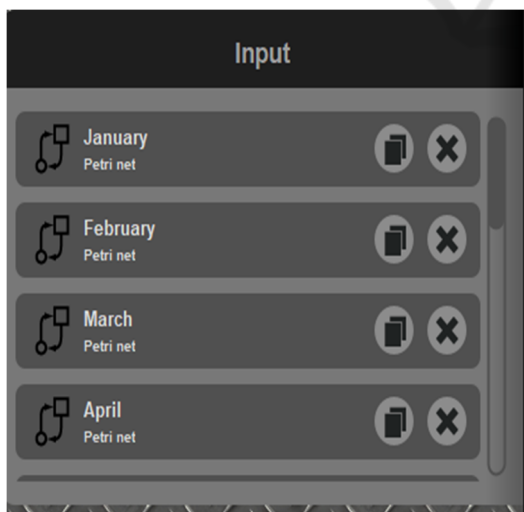 Input
January
Petri net
February
Petri net
March
Petri net
April
Petri net